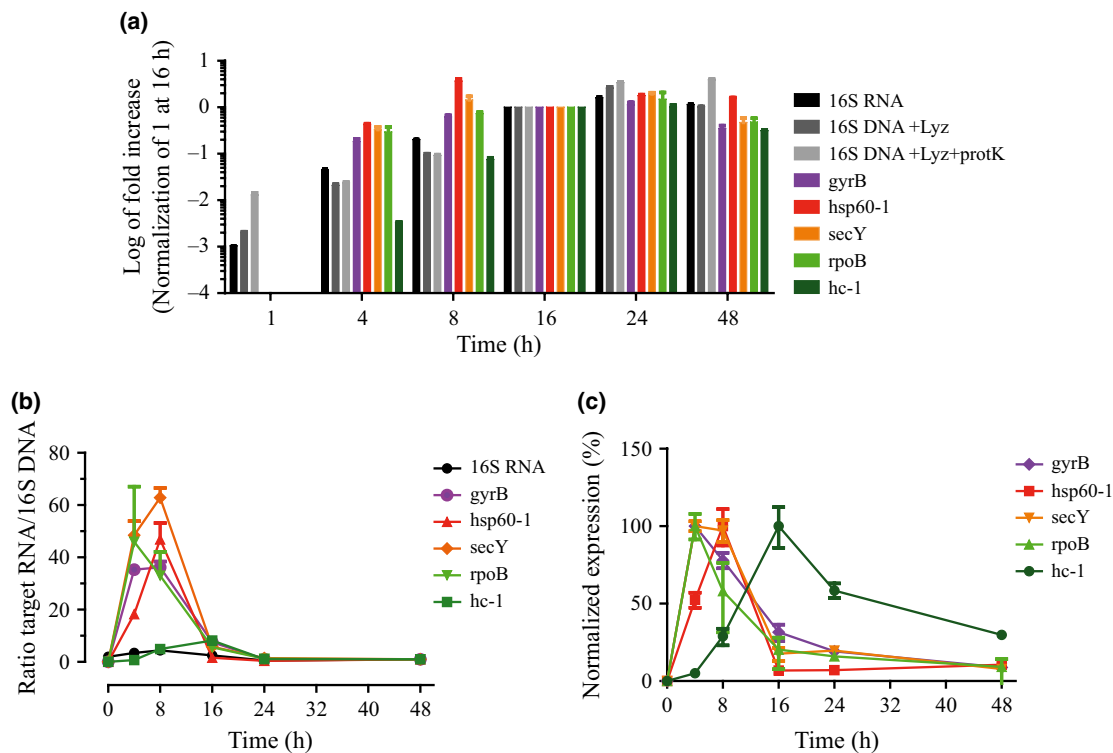 (a)
Log of fold increase
(Normalization of 1 at 16 h)
1
0
−1
−2
−3
−4
1 4 8 16 24 48
Time (h)
16S RNA
16S DNA +Lyz
16S DNA +Lyz+protK
gyrB
hsp60-1
secY
rpoB
hc-1
(b)
Ratio target RNA/16S DNA
80
60
40
20
0
0 8 16 24 32 40 48
Time (h)
16S RNA
gyrB
hsp60-1
secY
rpoB
hc-1
(c)
Normalized expression (%)
150
100
50
0
0 8 16 24 32 40 48
Time (h)
gyrB
hsp60-1
secY
rpoB
hc-1